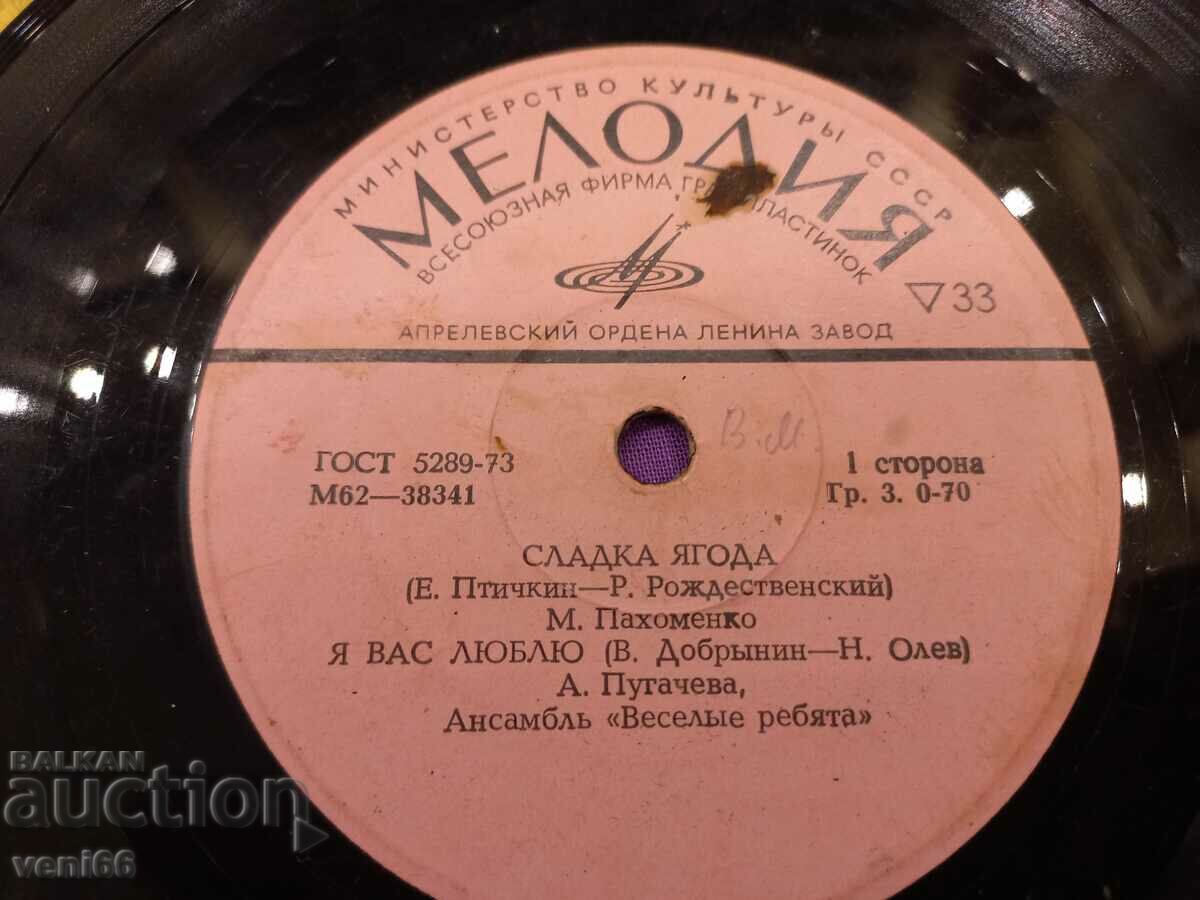 МИНИСТЕРСТВО КУЛЬТУРЫ СССР
МЕЛОДИЯ
ВСЕСОЮЗНАЯ ФИРМА ГРАМПЛАСТИНОК
▽33
АПРЕЛЕВСКИЙ ОРДЕНА ЛЕНИНА ЗАВОД
В.М.
ГОСТ 5289-73
1 сторона
М62—38341
Гр. 3. 0-70
СЛАДКА ЯГОДА
(Е. Птичкин—Р. Рождественский)
М. Пахоменко
Я ВАС ЛЮБЛЮ (В. Добрынин—Н. Олев)
А. Пугачева,
Ансамбль «Веселые ребята»
BALKAN
auction
veni66